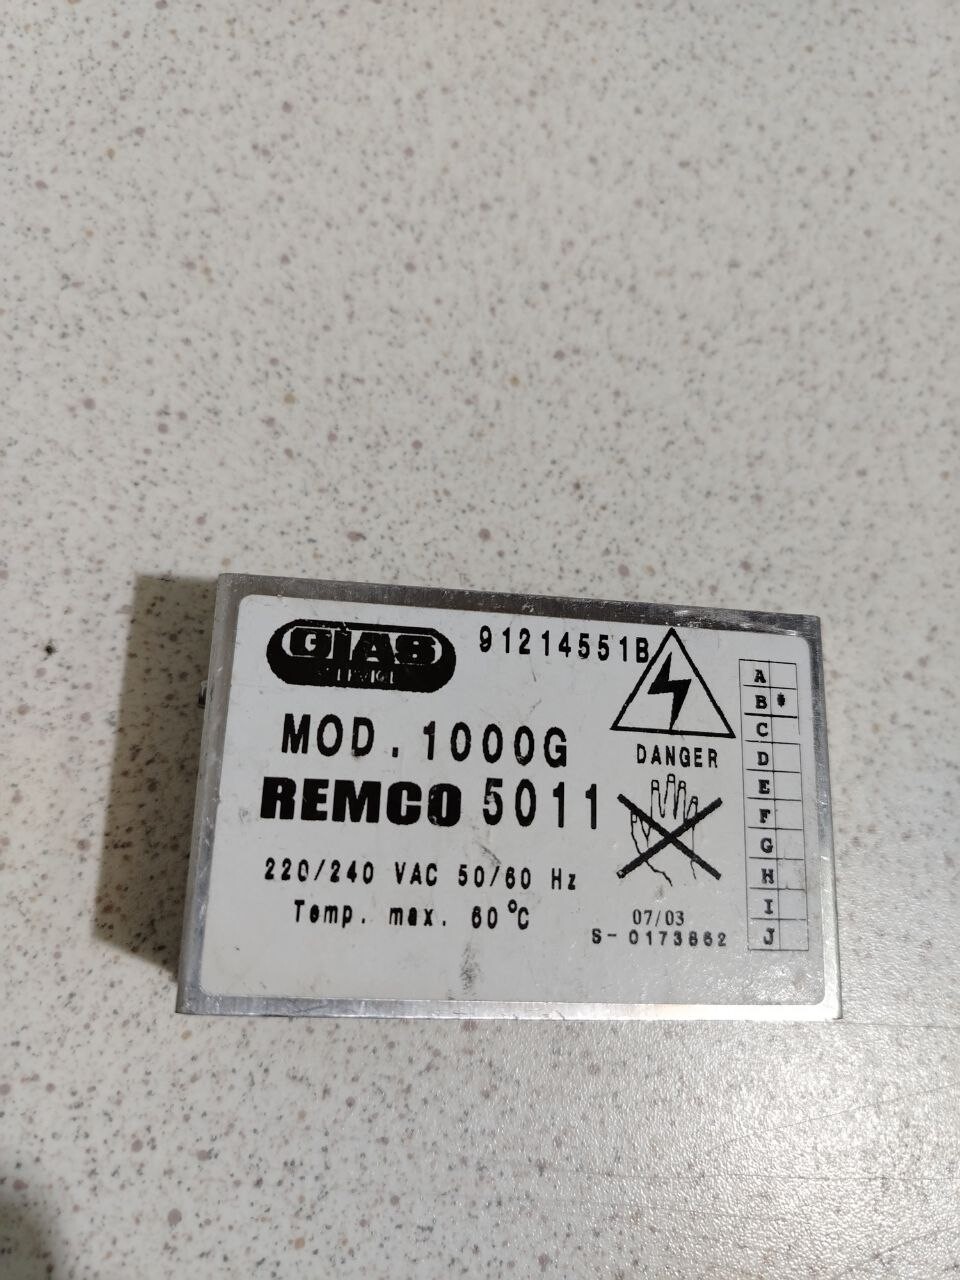 GIAS
SERVICE
91214551B
MOD. 1000G
REMCO 5011
220/240 VAC 50/60 Hz
Temp. max. 60°C
DANGER
07/03
S- 0173862
A
B *
C
D
E
F
G
H
I
J